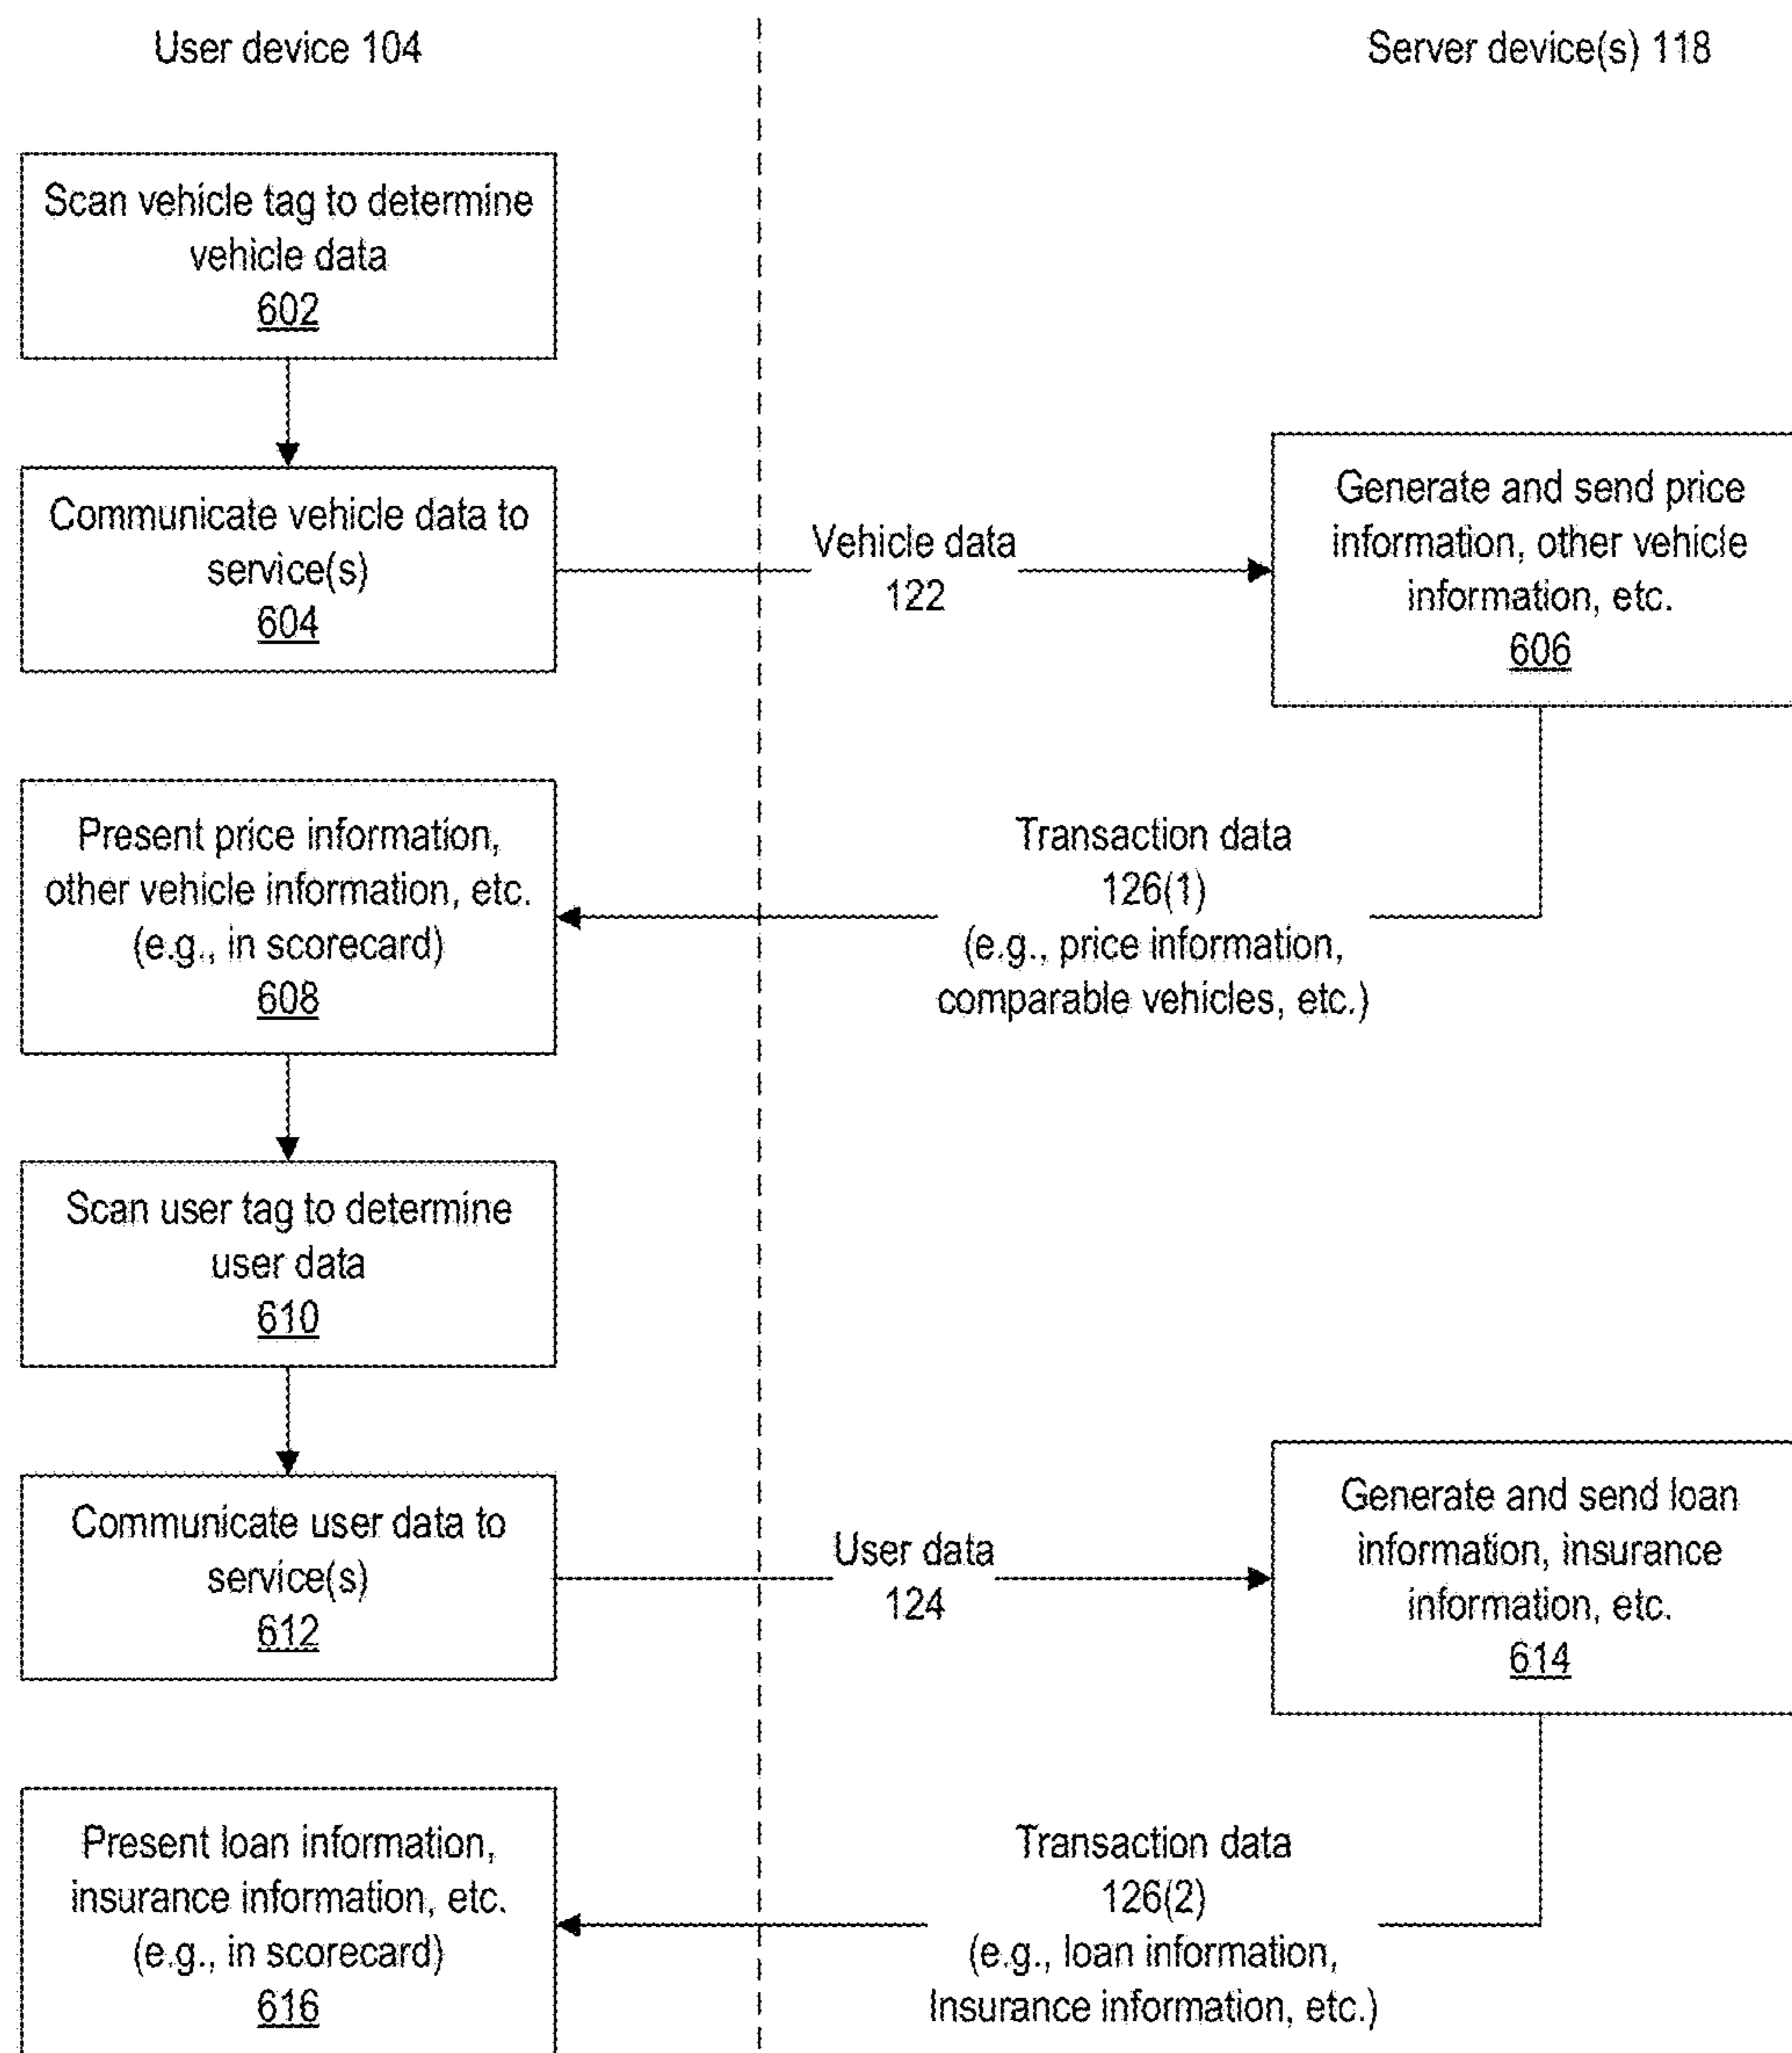 User device 104
Server device(s) 118
Scan vehicle tag to determine
vehicle data
602
Communicate vehicle data to
service(s)
604
Vehicle data
122
Generate and send price
information, other vehicle
information, etc.
606
Transaction data
126(1)
(e.g., price information,
comparable vehicles, etc.)
Present price information,
other vehicle information, etc.
(e.g., in scorecard)
608
Scan user tag to determine
user data
610
Communicate user data to
service(s)
612
User data
124
Generate and send loan
information, insurance
information, etc.
614
Transaction data
126(2)
(e.g., loan information,
Insurance information, etc.)
Present loan information,
insurance information, etc.
(e.g., in scorecard)
616